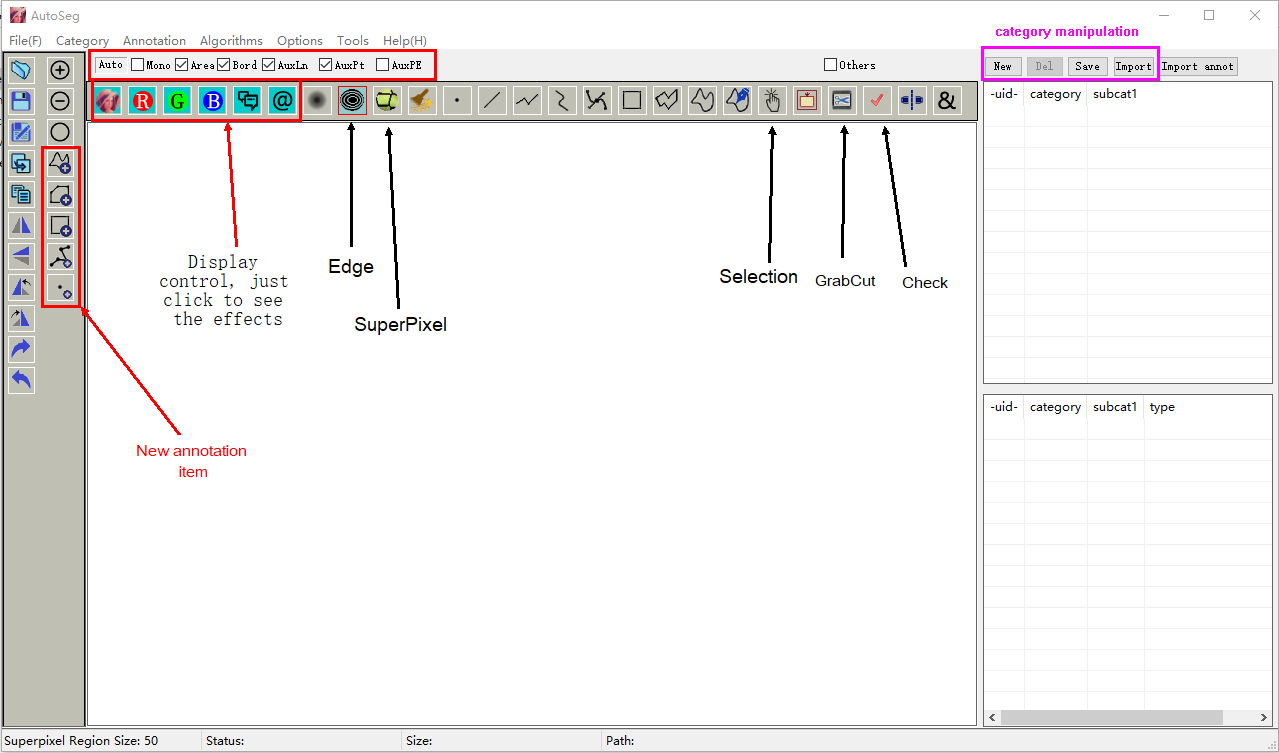 AutoSeg
File(F) Category Annotation Algorithms Options Tools Help(H)
category manipulation
Auto Mono Area Bord AuxLn AuxPt AuxPE Others
New Del Save Import Import annot
R G B @ &
-uid- category subcat1
Display
control, just
click to see
the effects
Edge
SuperPixel
Selection
GrabCut
Check
-uid- category subcat1 type
New annotation
item
Superpixel Region Size: 50 Status: Size: Path: